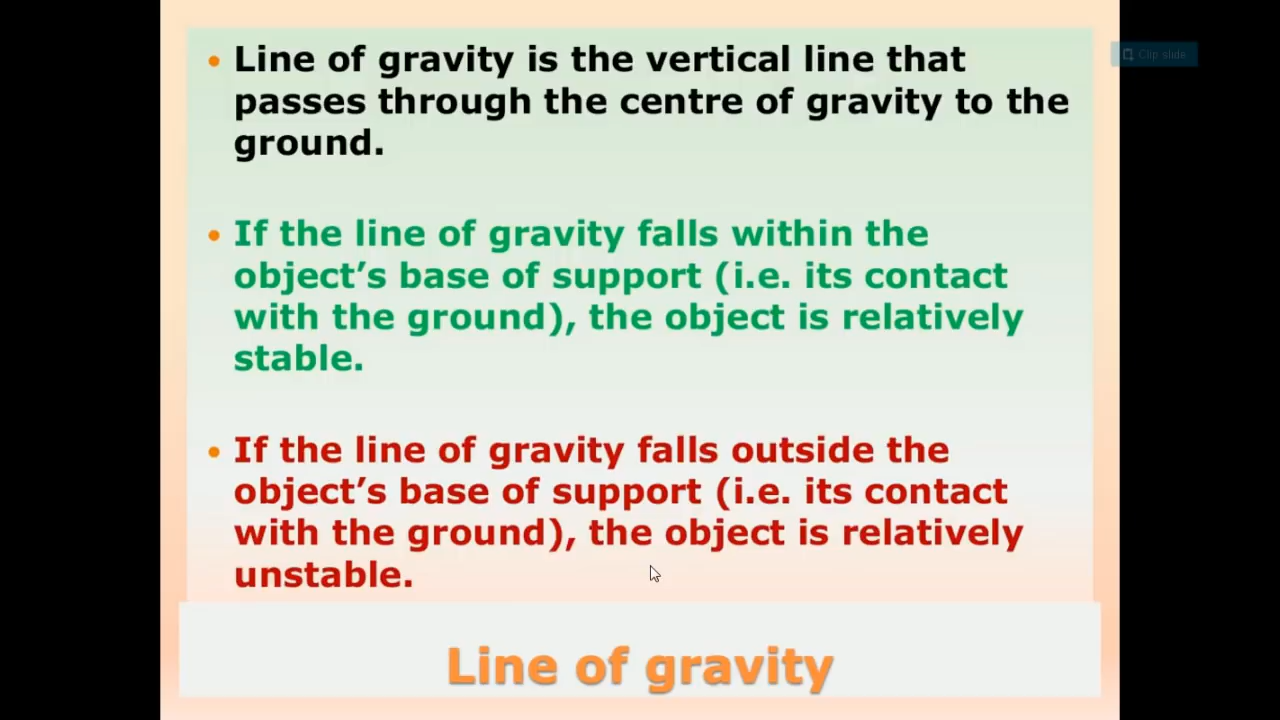 • Line of gravity is the vertical line that
passes through the centre of gravity to the
ground.
• If the line of gravity falls within the
object’s base of support (i.e. its contact
with the ground), the object is relatively
stable.
• If the line of gravity falls outside the
object’s base of support (i.e. its contact
with the ground), the object is relatively
unstable.
Line of gravity
Clip slide